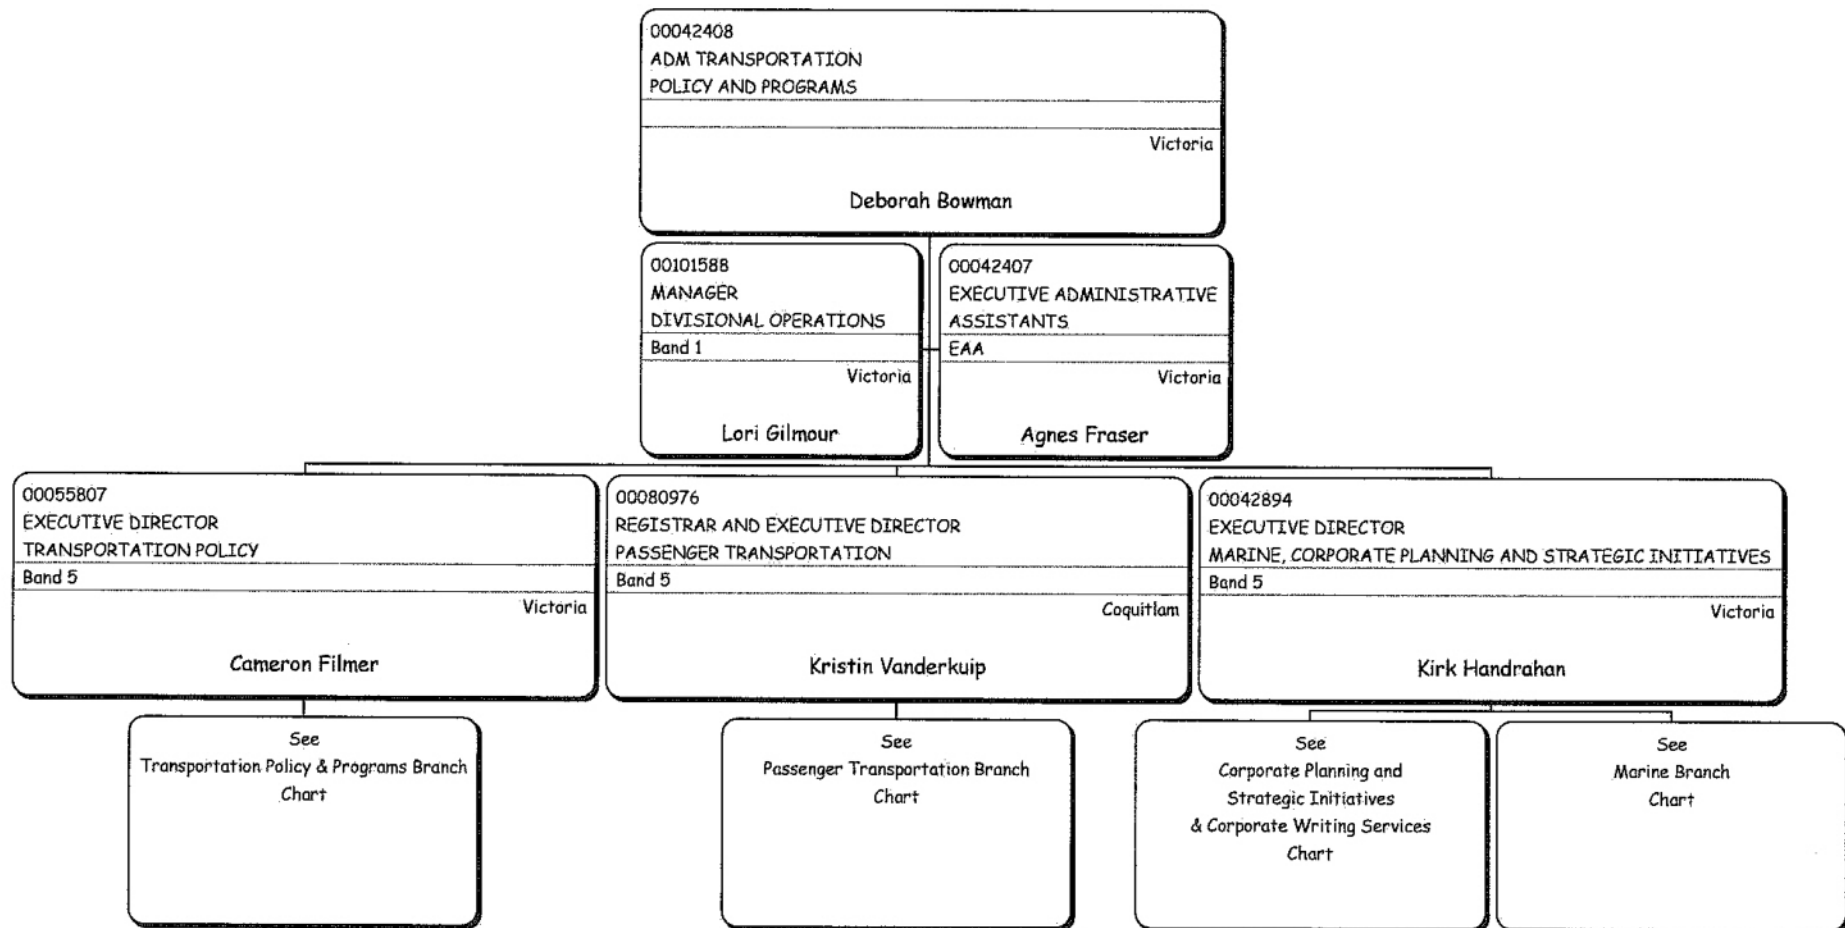 00042408
ADM TRANSPORTATION
POLICY AND PROGRAMS
Victoria
Deborah Bowman
00101588
MANAGER
DIVISIONAL OPERATIONS
Band 1
Victoria
Lori Gilmour
00042407
EXECUTIVE ADMINISTRATIVE
ASSISTANTS
EAA
Victoria
Agnes Fraser
00055807
EXECUTIVE DIRECTOR
TRANSPORTATION POLICY
Band 5
Victoria
Cameron Filmer
00080976
REGISTRAR AND EXECUTIVE DIRECTOR
PASSENGER TRANSPORTATION
Band 5
Coquitlam
Kristin Vanderkuip
00042894
EXECUTIVE DIRECTOR
MARINE, CORPORATE PLANNING AND STRATEGIC INITIATIVES
Band 5
Victoria
Kirk Handrahan
See
Transportation Policy & Programs Branch
Chart
See
Passenger Transportation Branch
Chart
See
Corporate Planning and
Strategic Initiatives
& Corporate Writing Services
Chart
See
Marine Branch
Chart